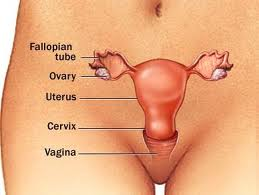 Fallopian
tube
Ovary
Uterus
Cervix
Vagina